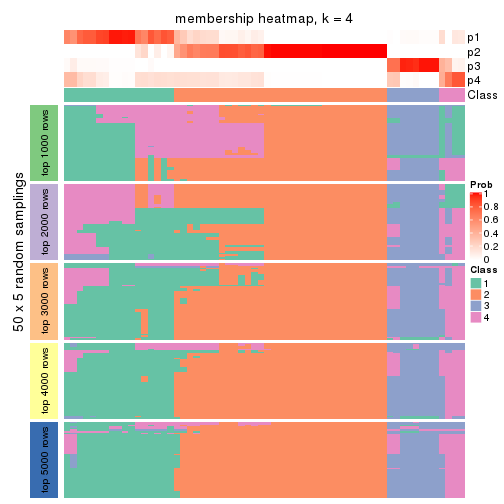 membership heatmap, k = 4
p1
p2
p3
p4
Class
50 x 5 random samplings
top 1000 rows
top 2000 rows
top 3000 rows
top 4000 rows
top 5000 rows
Prob
1
0.8
0.6
0.4
0.2
0
Class
1
2
3
4